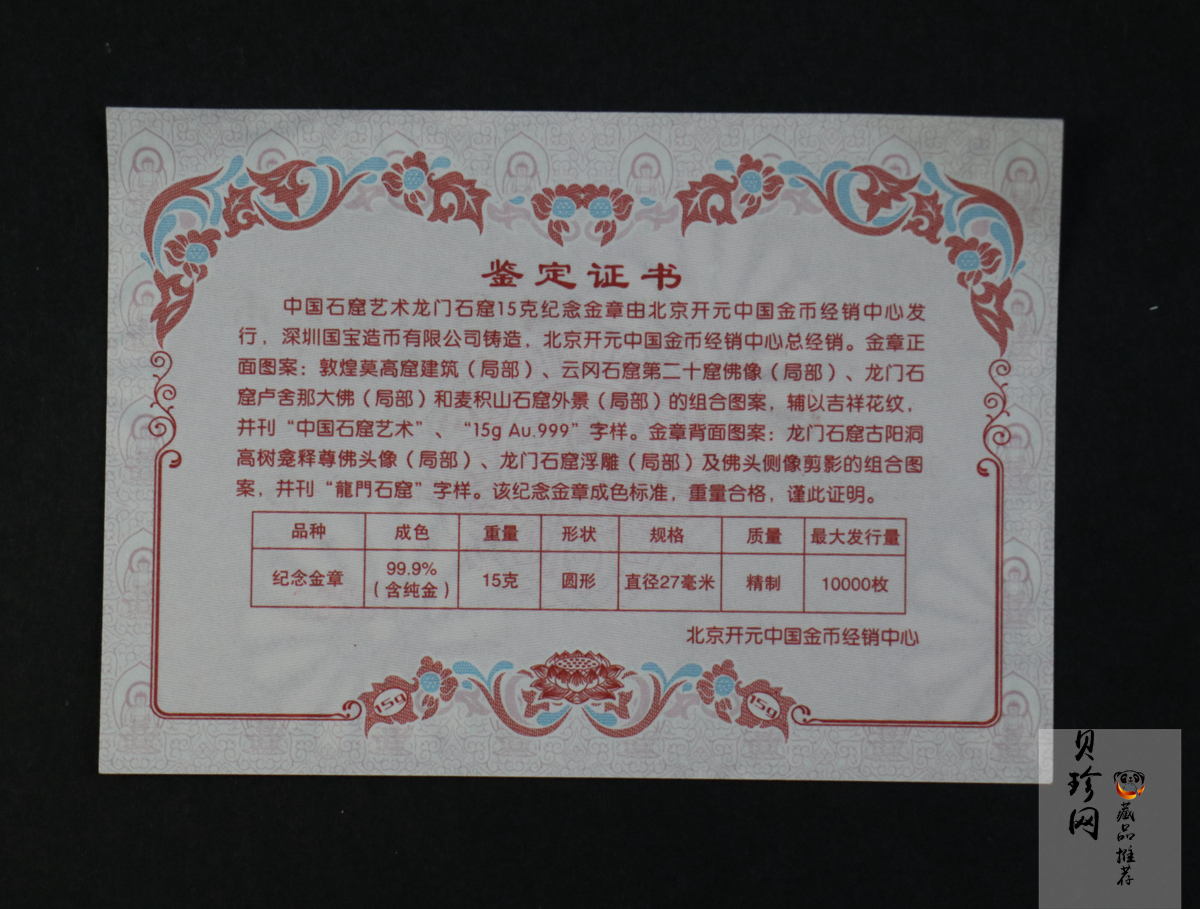 鉴定证书
中国石窟艺术龙门石窟15克纪念金章由北京开元中国金币经销中心发
行，深圳国宝造币有限公司铸造，北京开元中国金币经销中心总经销。金章正
面图案：敦煌莫高窟建筑（局部）、云冈石窟第二十窟佛像（局部）、龙门石
窟卢舍那大佛（局部）和麦积山石窟外景（局部）的组合图案，辅以吉祥花纹，
并刊“中国石窟艺术”、“15g Au.999”字样。金章背面图案：龙门石窟古阳洞
高树龛释尊佛头像（局部）、龙门石窟浮雕（局部）及佛头侧像剪影的组合图
案，并刊“龍門石窟”字样。该纪念金章成色标准，重量合格，谨此证明。
品种 成色 重量 形状 规格 质量 最大发行量
纪念金章 99.9%（含纯金） 15克 圆形 直径27毫米 精制 10000枚
北京开元中国金币经销中心
15g 15g
贝珍网
藏品推荐